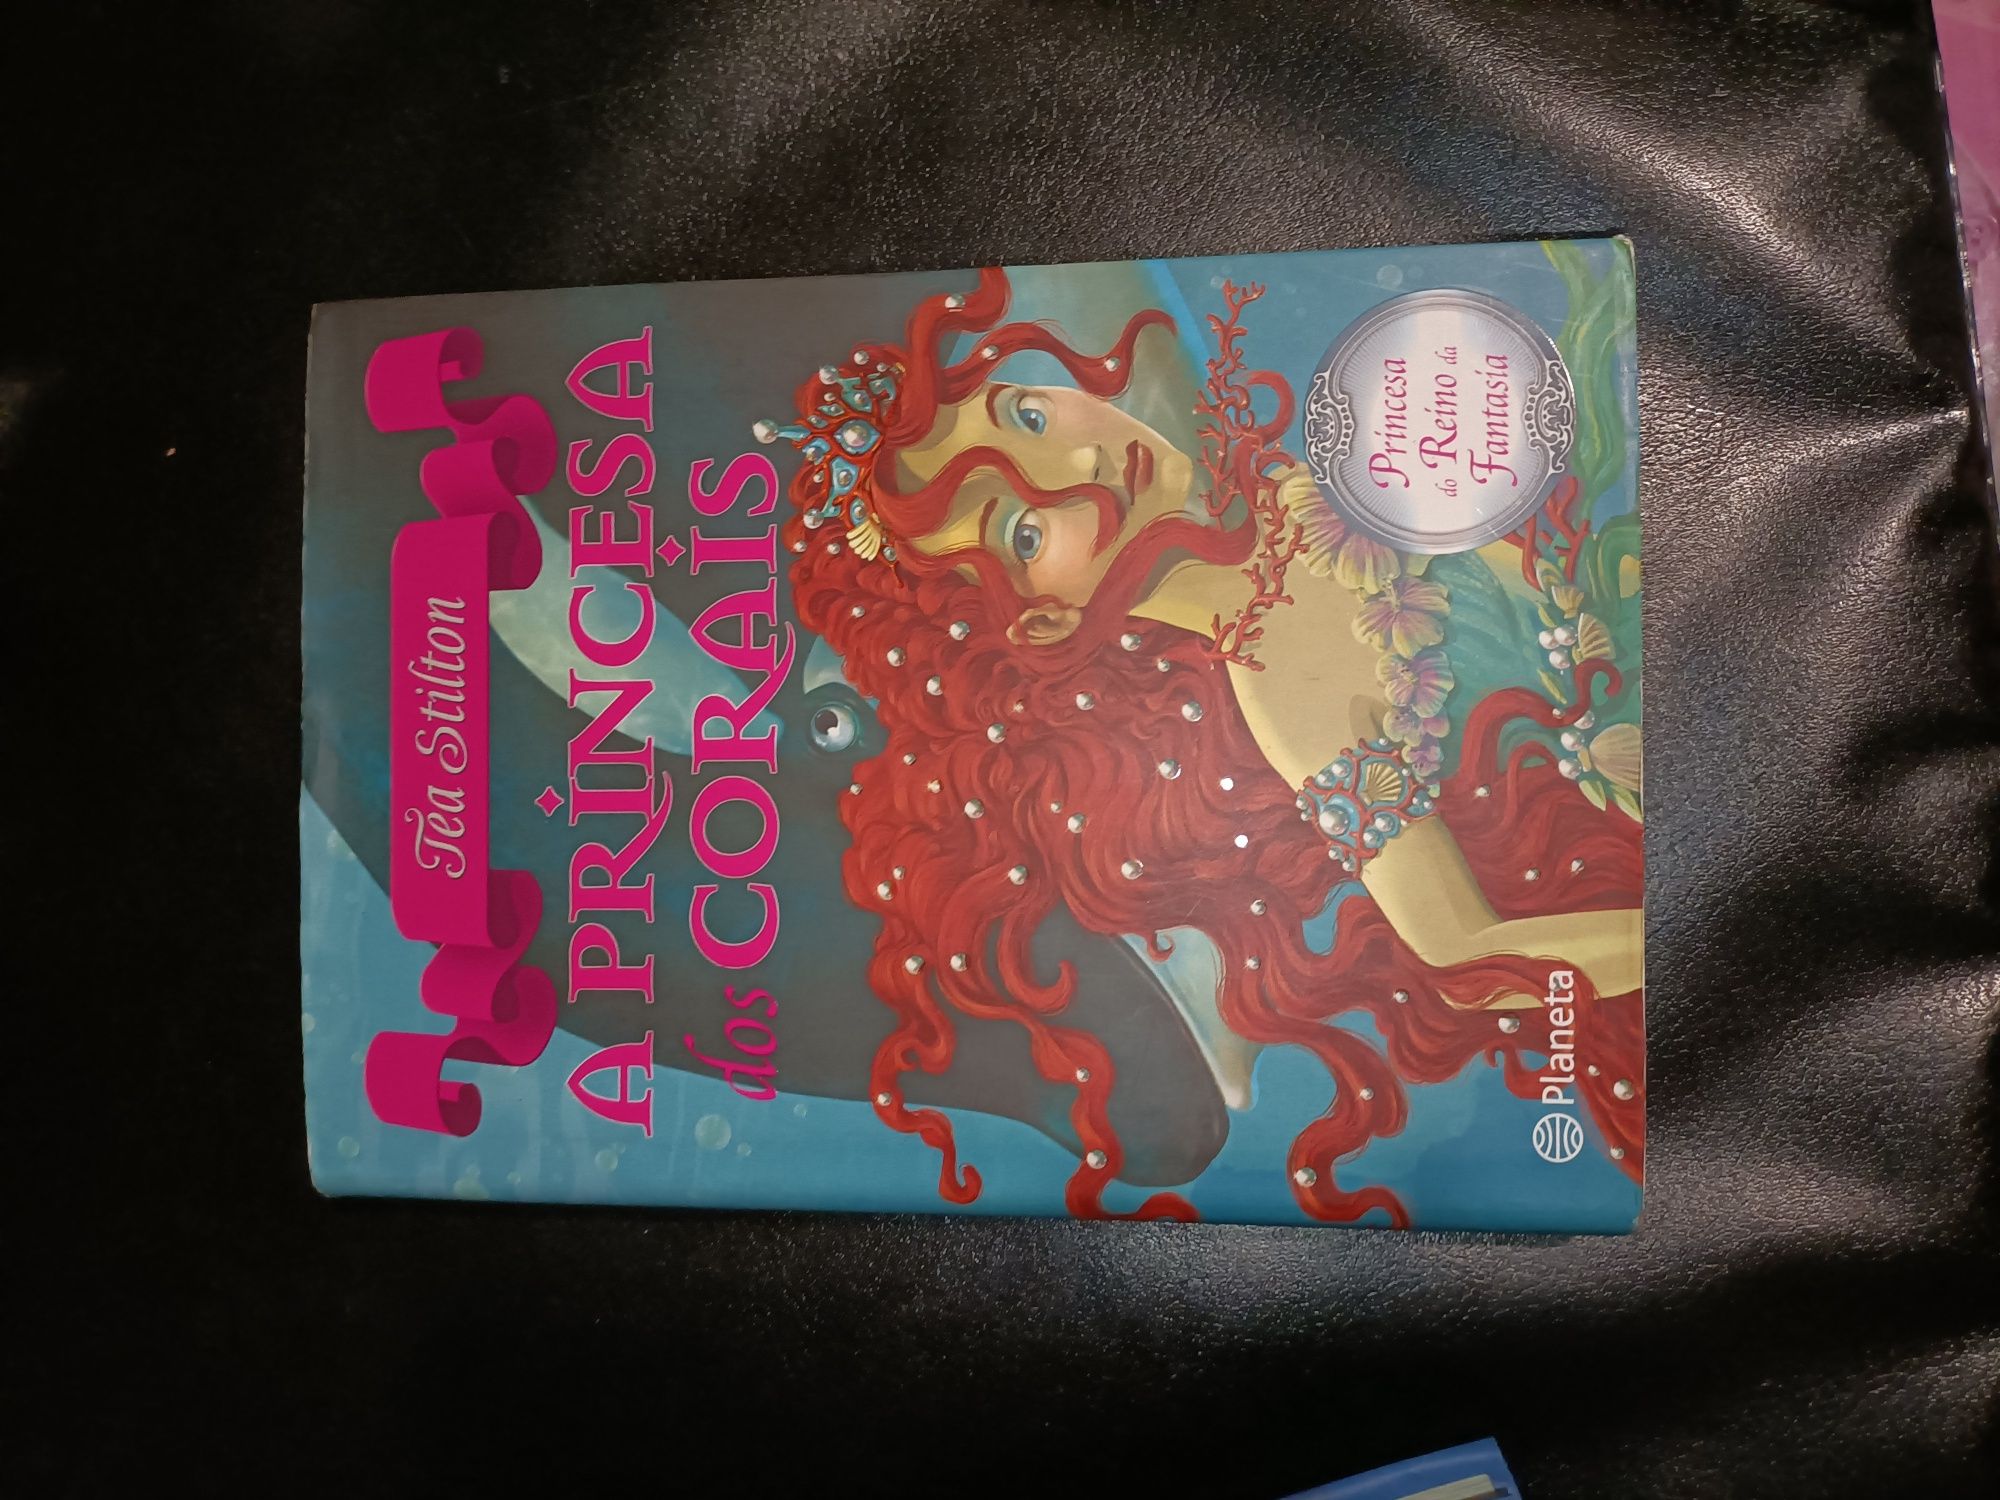 Tea Stilton
A PRINCESA
dos CORAIS
Princesa
do Reino da
Fantasia
Planeta